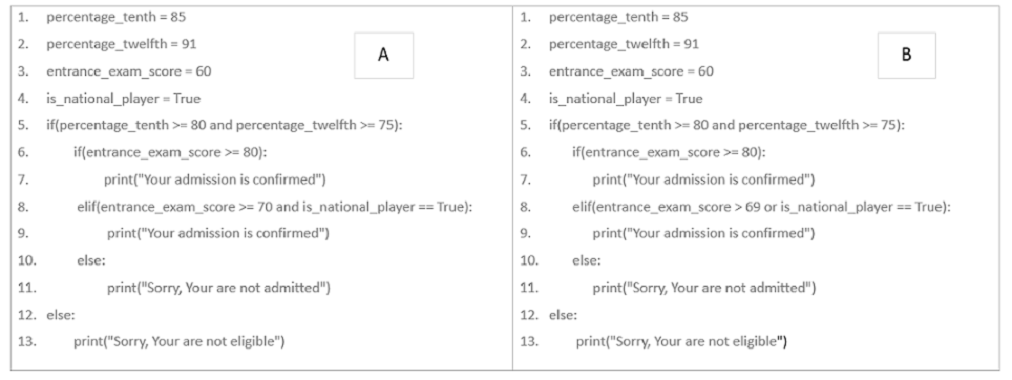 1. percentage_tenth = 85
2. percentage_twelfth = 91
A
3. entrance_exam_score = 60
4. is_national_player = True
5. if(percentage_tenth >= 80 and percentage_twelfth >= 75):
6. if(entrance_exam_score >= 80):
7. print("Your admission is confirmed")
8. elif(entrance_exam_score >= 70 and is_national_player == True):
9. print("Your admission is confirmed")
10. else:
11. print("Sorry, Your are not admitted")
12. else:
13. print("Sorry, Your are not eligible")
1. percentage_tenth = 85
2. percentage_twelfth = 91
B
3. entrance_exam_score = 60
4. is_national_player = True
5. if(percentage_tenth >= 80 and percentage_twelfth >= 75):
6. if(entrance_exam_score >= 80):
7. print("Your admission is confirmed")
8. elif(entrance_exam_score > 69 or is_national_player == True):
9. print("Your admission is confirmed")
10. else:
11. print("Sorry, Your are not admitted")
12. else:
13. print("Sorry, Your are not eligible")